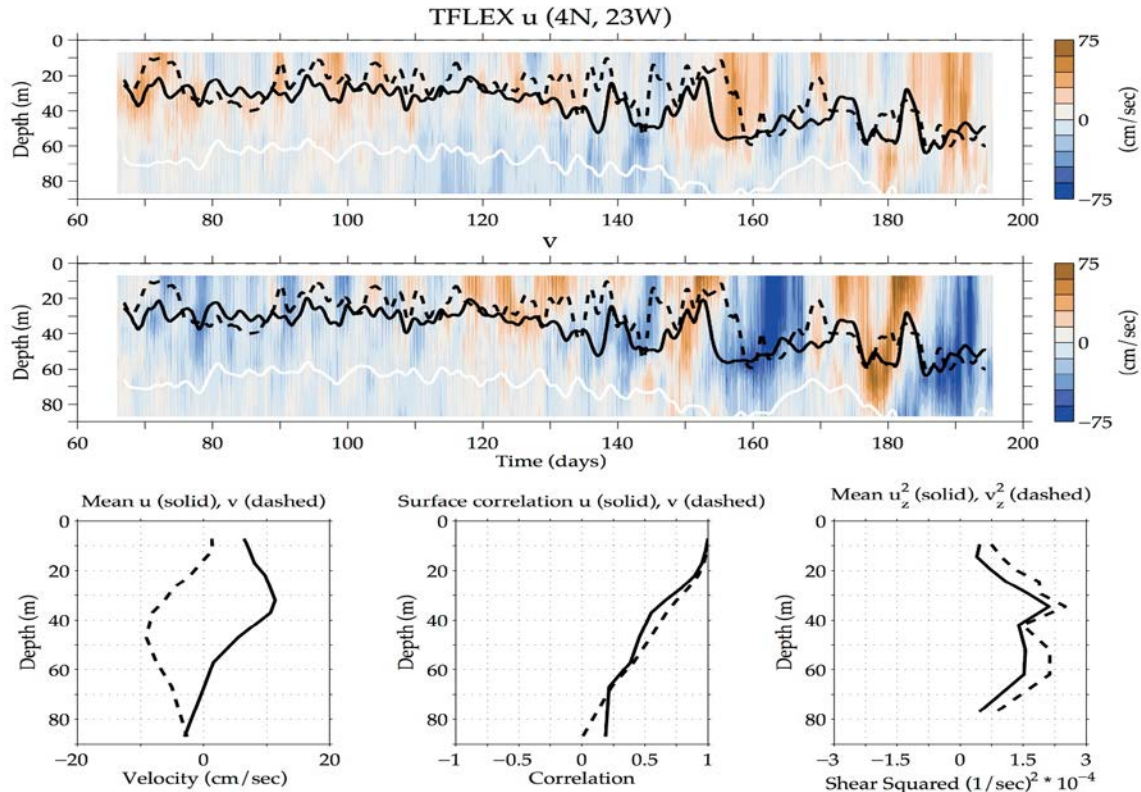 TFLEX u (4N, 23W)
0
20
40
60
80
Depth (m)
60 80 100 120 140 160 180 200
75
0
−75
(cm/sec)
v
0
20
40
60
80
Depth (m)
60 80 100 120 140 160 180 200
Time (days)
75
0
−75
(cm/sec)
Mean u (solid), v (dashed)
0
20
40
60
80
Depth (m)
−20 0 20
Velocity (cm/sec)
Surface correlation u (solid), v (dashed)
0
20
40
60
80
Depth (m)
−1 −0.5 0 0.5 1
Correlation
Mean u_z^2 (solid), v_z^2 (dashed)
0
20
40
60
80
Depth (m)
−3 −1.5 0 1.5 3
Shear Squared (1/sec)^2 * 10^−4